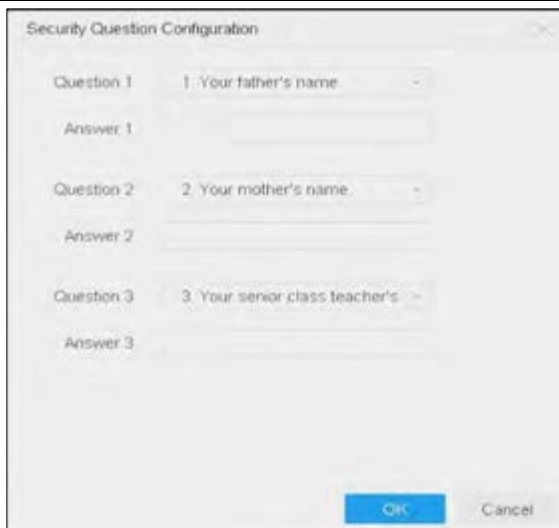 Security Question Configuration
Question 1 1. Your father's name
Answer 1
Question 2 2. Your mother's name
Answer 2
Question 3 3. Your senior class teacher's
Answer 3
OK Cancel